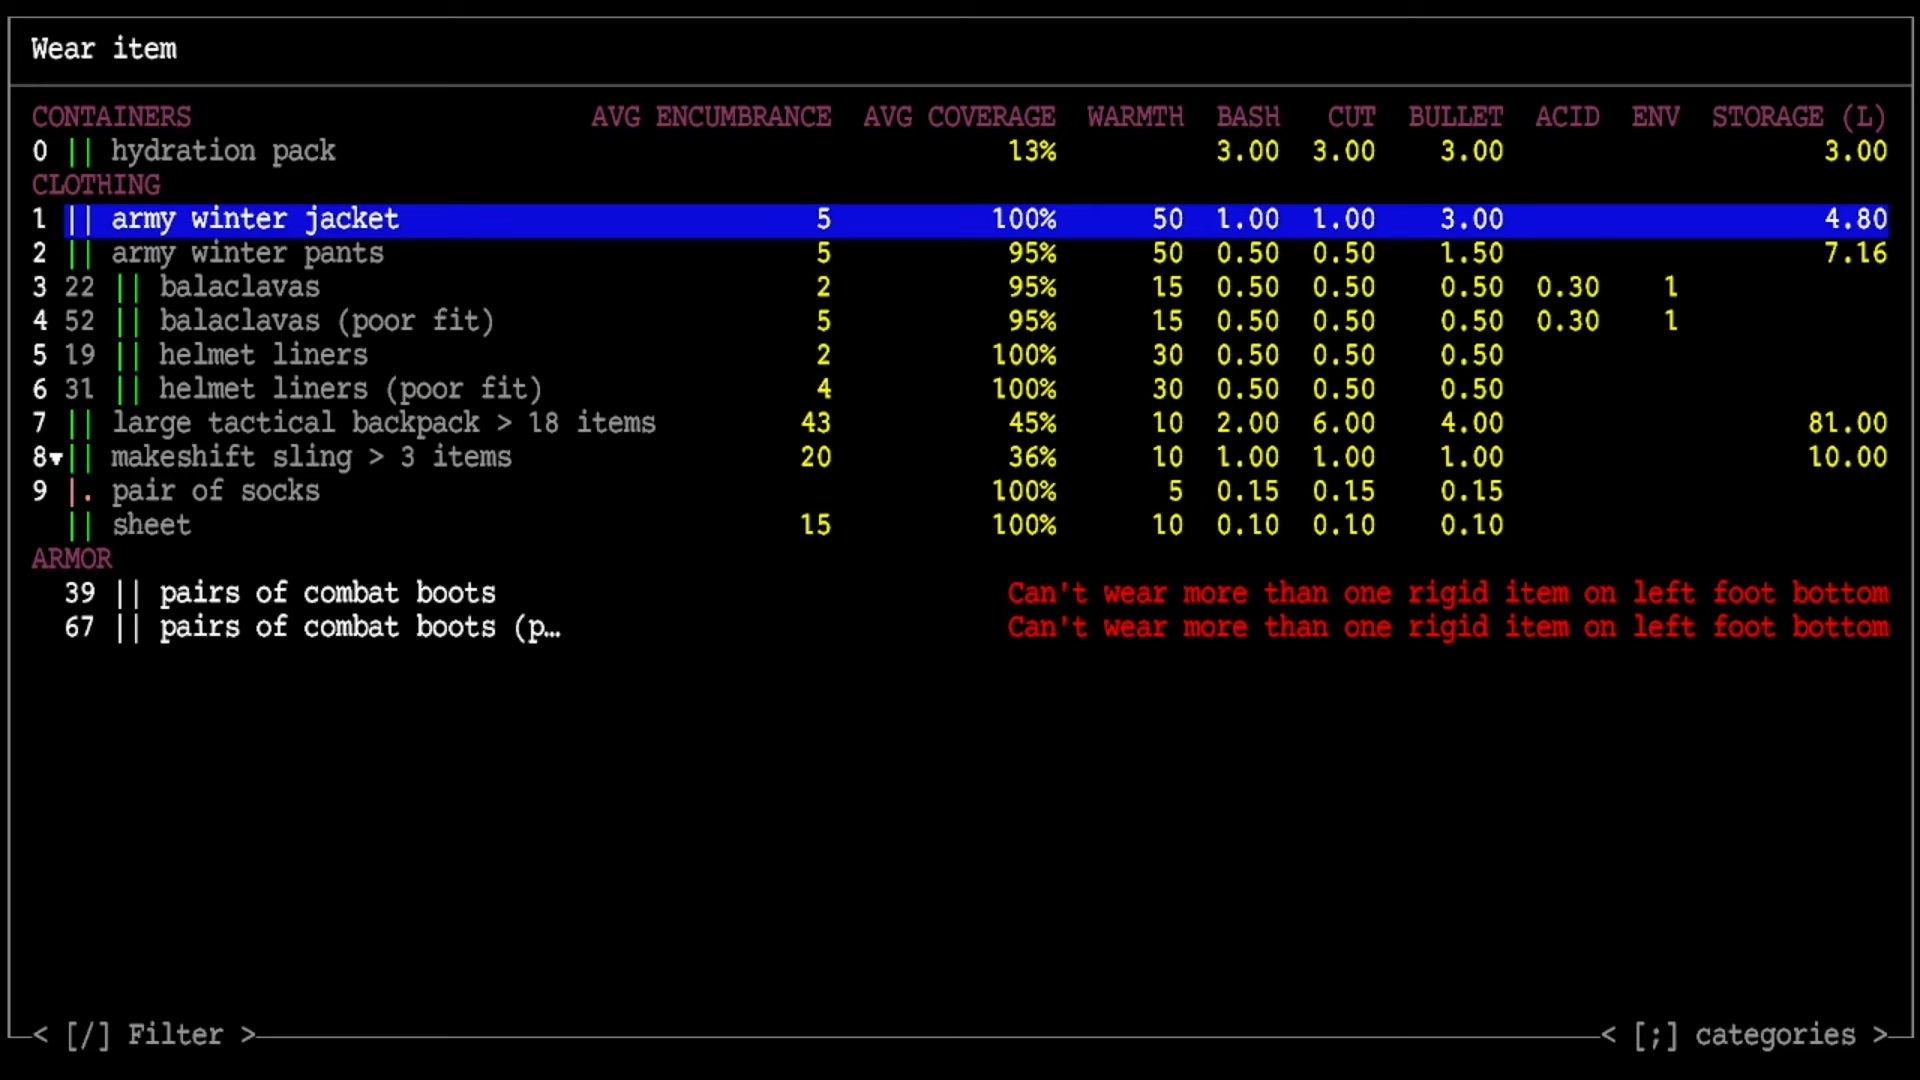 Wear item
CONTAINERS AVG ENCUMBRANCE AVG COVERAGE WARMTH BASH CUT BULLET ACID ENV STORAGE (L)
0 || hydration pack 13% 3.00 3.00 3.00 3.00
CLOTHING
1 || army winter jacket 5 100% 50 1.00 1.00 3.00 4.80
2 || army winter pants 5 95% 50 0.50 0.50 1.50 7.16
3 22 || balaclavas 2 95% 15 0.50 0.50 0.50 0.30 1
4 52 || balaclavas (poor fit) 5 95% 15 0.50 0.50 0.50 0.30 1
5 19 || helmet liners 2 100% 30 0.50 0.50 0.50
6 31 || helmet liners (poor fit) 4 100% 30 0.50 0.50 0.50
7 || large tactical backpack > 18 items 43 45% 10 2.00 6.00 4.00 81.00
8▾|| makeshift sling > 3 items 20 36% 10 1.00 1.00 1.00 10.00
9 |. pair of socks 100% 5 0.15 0.15 0.15
|| sheet 15 100% 10 0.10 0.10 0.10
ARMOR
39 || pairs of combat boots Can't wear more than one rigid item on left foot bottom
67 || pairs of combat boots (p… Can't wear more than one rigid item on left foot bottom
< [/] Filter > < [;] categories >